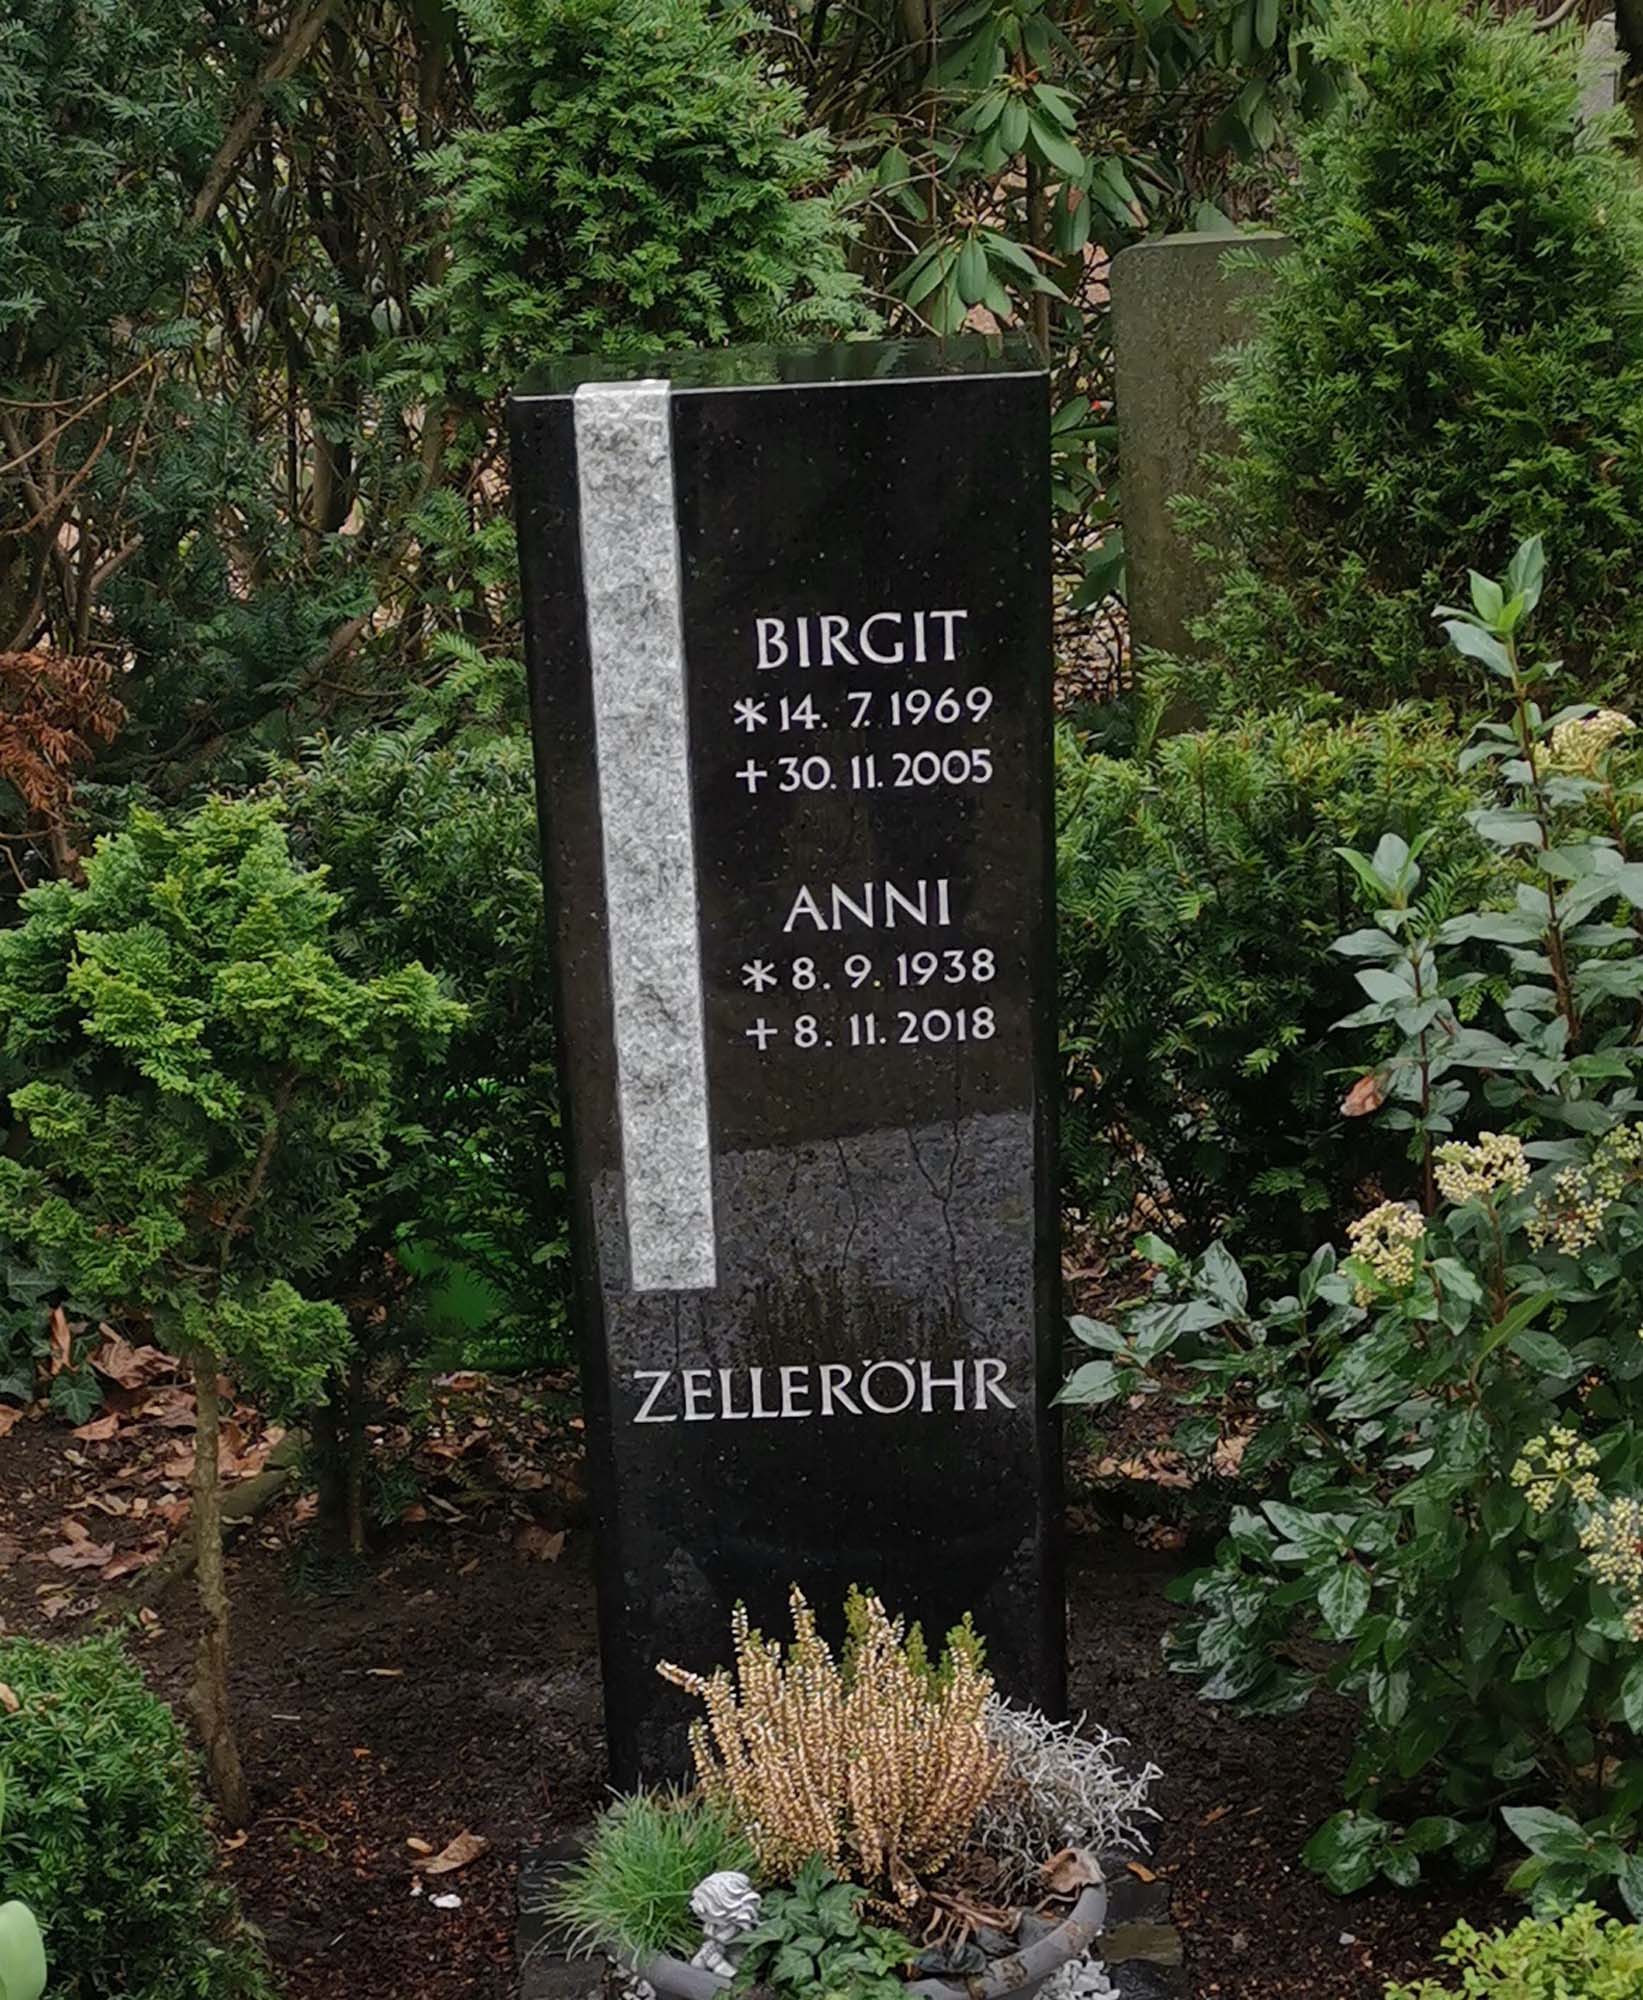 BIRGIT
* 14. 7. 1969
† 30. 11. 2005
ANNI
* 8. 9. 1938
† 8. 11. 2018
ZELLERÖHR